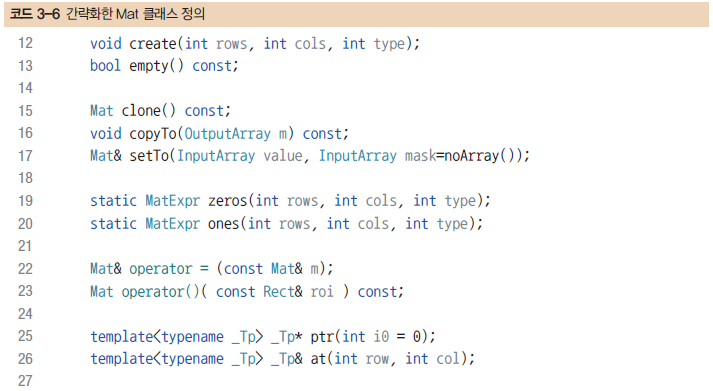 코드 3-6 간략화한 Mat 클래스 정의
12 void create(int rows, int cols, int type);
13 bool empty() const;
14
15 Mat clone() const;
16 void copyTo(OutputArray m) const;
17 Mat& setTo(InputArray value, InputArray mask=noArray());
18
19 static MatExpr zeros(int rows, int cols, int type);
20 static MatExpr ones(int rows, int cols, int type);
21
22 Mat& operator = (const Mat& m);
23 Mat operator()( const Rect& roi ) const;
24
25 template<typename _Tp> _Tp* ptr(int i0 = 0);
26 template<typename _Tp> _Tp& at(int row, int col);
27